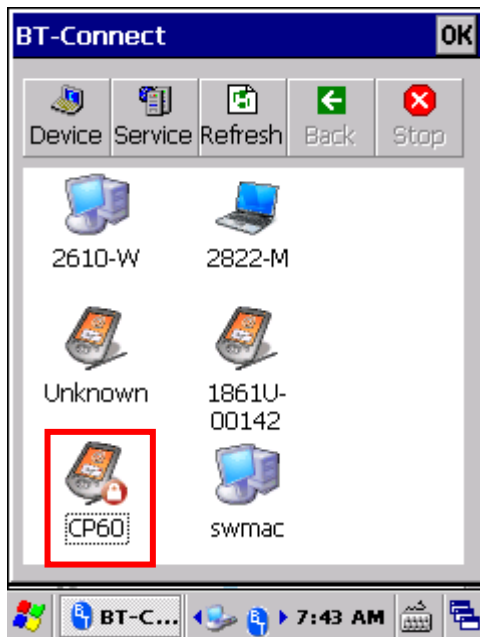 BT-Connect OK
Device Service Refresh Back Stop
2610-W 2822-M
Unknown 1861U-
00142
CP60 swmac
BT-C... 7:43 AM